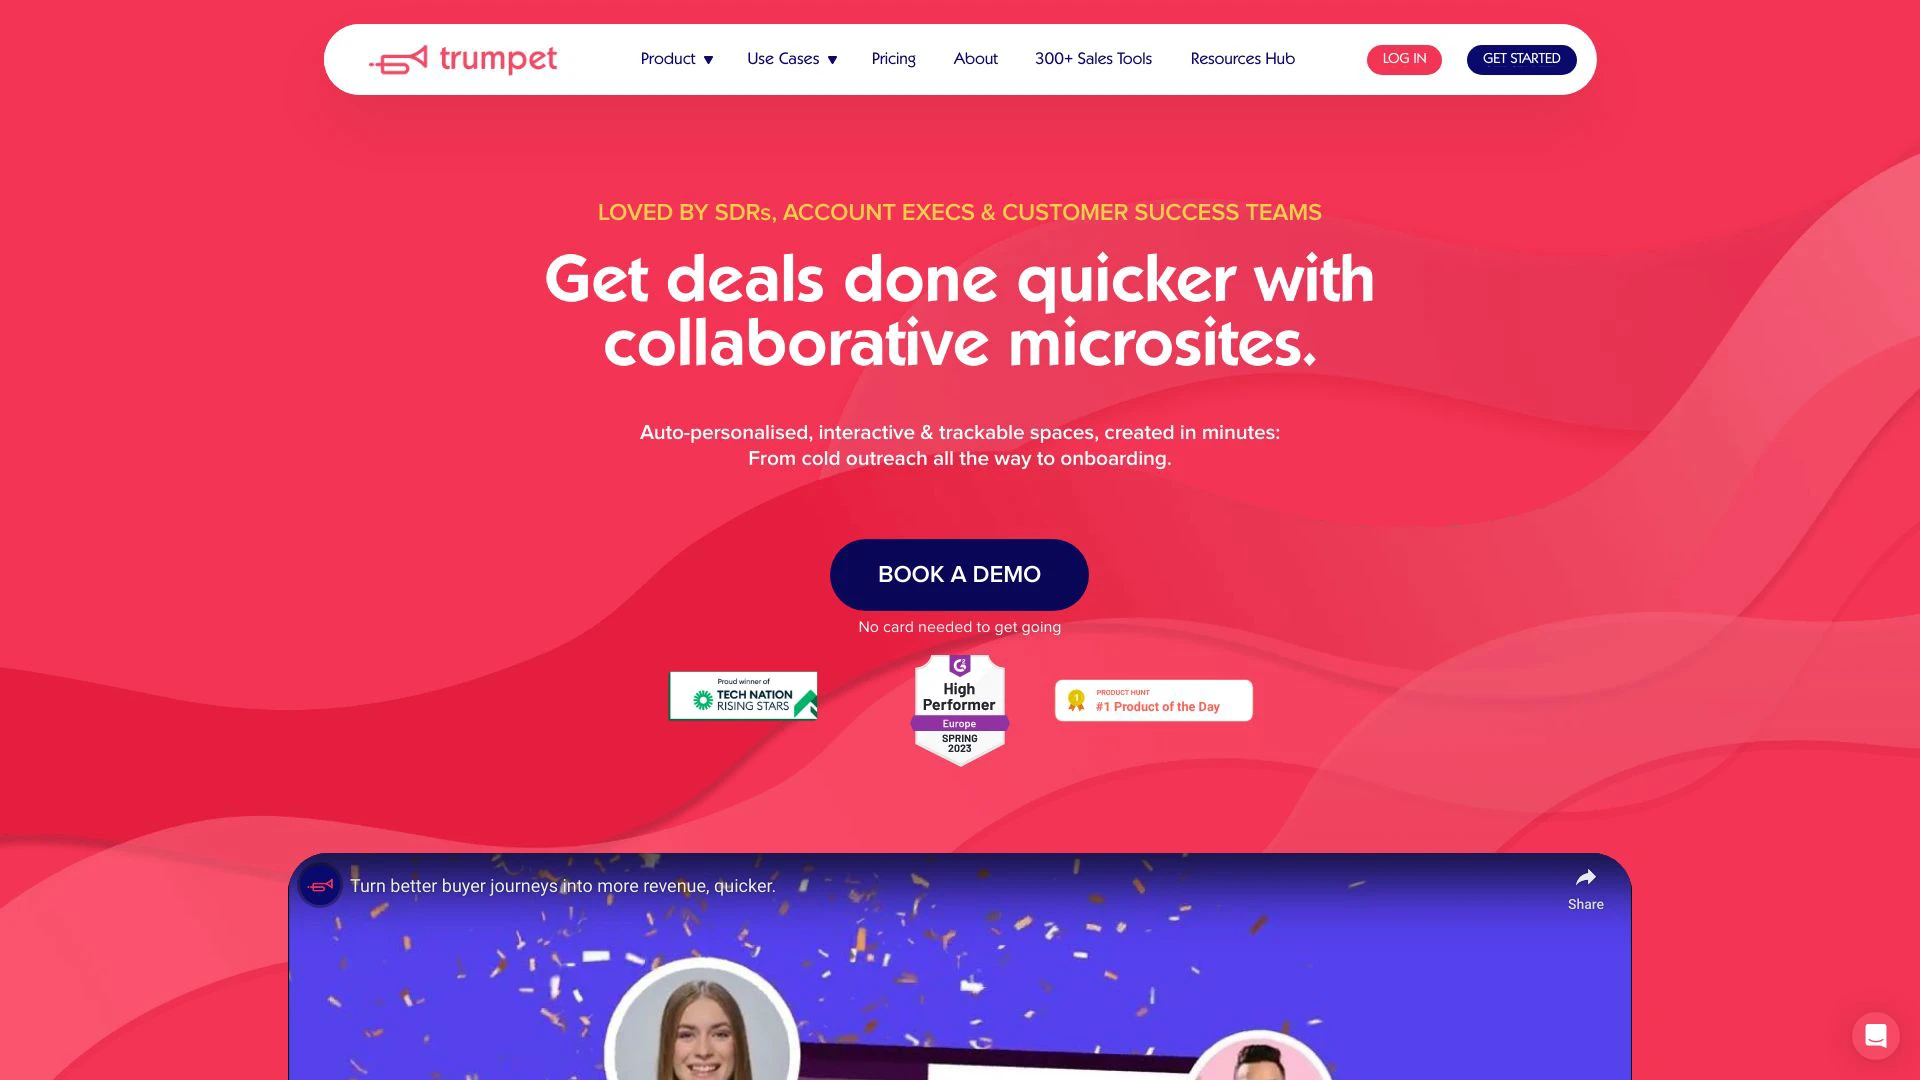 trumpet
Product
Use Cases
Pricing
About
300+ Sales Tools
Resources Hub
LOG IN
GET STARTED
LOVED BY SDRs, ACCOUNT EXECS & CUSTOMER SUCCESS TEAMS
Get deals done quicker with
collaborative microsites.
Auto-personalised, interactive & trackable spaces, created in minutes:
From cold outreach all the way to onboarding.
BOOK A DEMO
No card needed to get going
Proud winner of
TECH NATION
RISING STARS
G2
High
Performer
Europe
SPRING
2023
1
PRODUCT HUNT
#1 Product of the Day
Turn better buyer journeys into more revenue, quicker.
Share